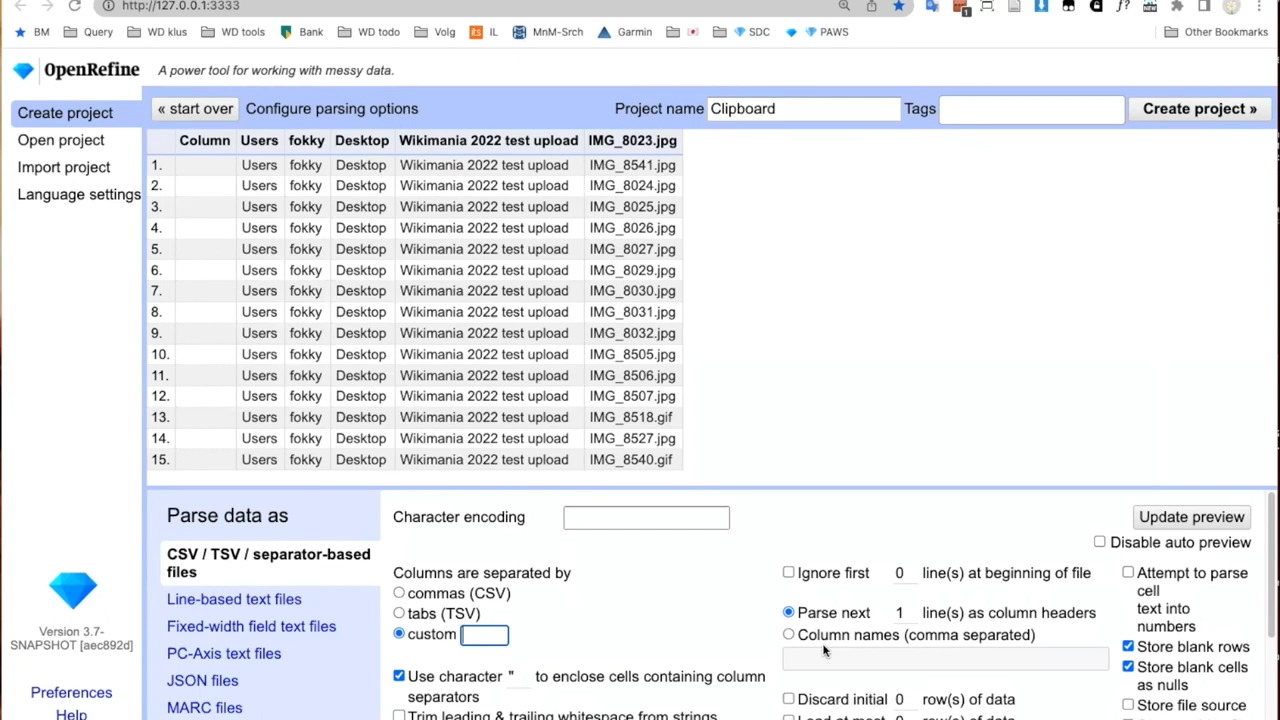 http://127.0.0.1:3333
1
BM Query WD klus WD tools Bank WD todo Volg IL MnM-Srch Garmin SDC PAWS Other Bookmarks
OpenRefine A power tool for working with messy data.
Create project
Open project
Import project
Language settings
« start over Configure parsing options Project name Clipboard Tags Create project »
Column Users fokky Desktop Wikimania 2022 test upload IMG_8023.jpg
1. Users fokky Desktop Wikimania 2022 test upload IMG_8541.jpg
2. Users fokky Desktop Wikimania 2022 test upload IMG_8024.jpg
3. Users fokky Desktop Wikimania 2022 test upload IMG_8025.jpg
4. Users fokky Desktop Wikimania 2022 test upload IMG_8026.jpg
5. Users fokky Desktop Wikimania 2022 test upload IMG_8027.jpg
6. Users fokky Desktop Wikimania 2022 test upload IMG_8029.jpg
7. Users fokky Desktop Wikimania 2022 test upload IMG_8030.jpg
8. Users fokky Desktop Wikimania 2022 test upload IMG_8031.jpg
9. Users fokky Desktop Wikimania 2022 test upload IMG_8032.jpg
10. Users fokky Desktop Wikimania 2022 test upload IMG_8505.jpg
11. Users fokky Desktop Wikimania 2022 test upload IMG_8506.jpg
12. Users fokky Desktop Wikimania 2022 test upload IMG_8507.jpg
13. Users fokky Desktop Wikimania 2022 test upload IMG_8518.gif
14. Users fokky Desktop Wikimania 2022 test upload IMG_8527.jpg
15. Users fokky Desktop Wikimania 2022 test upload IMG_8540.gif
Parse data as
CSV / TSV / separator-based
files
Line-based text files
Fixed-width field text files
PC-Axis text files
JSON files
MARC files
Version 3.7-
SNAPSHOT [aec892d]
Preferences
Help
Character encoding
Update preview
Disable auto preview
Columns are separated by
commas (CSV)
tabs (TSV)
custom
Use character " to enclose cells containing column
separators
Trim leading & trailing whitespace from strings
Ignore first 0 line(s) at beginning of file
Parse next 1 line(s) as column headers
Column names (comma separated)
Discard initial 0 row(s) of data
Load at most 0 row(s) of data
Attempt to parse
cell
text into
numbers
Store blank rows
Store blank cells
as nulls
Store file source